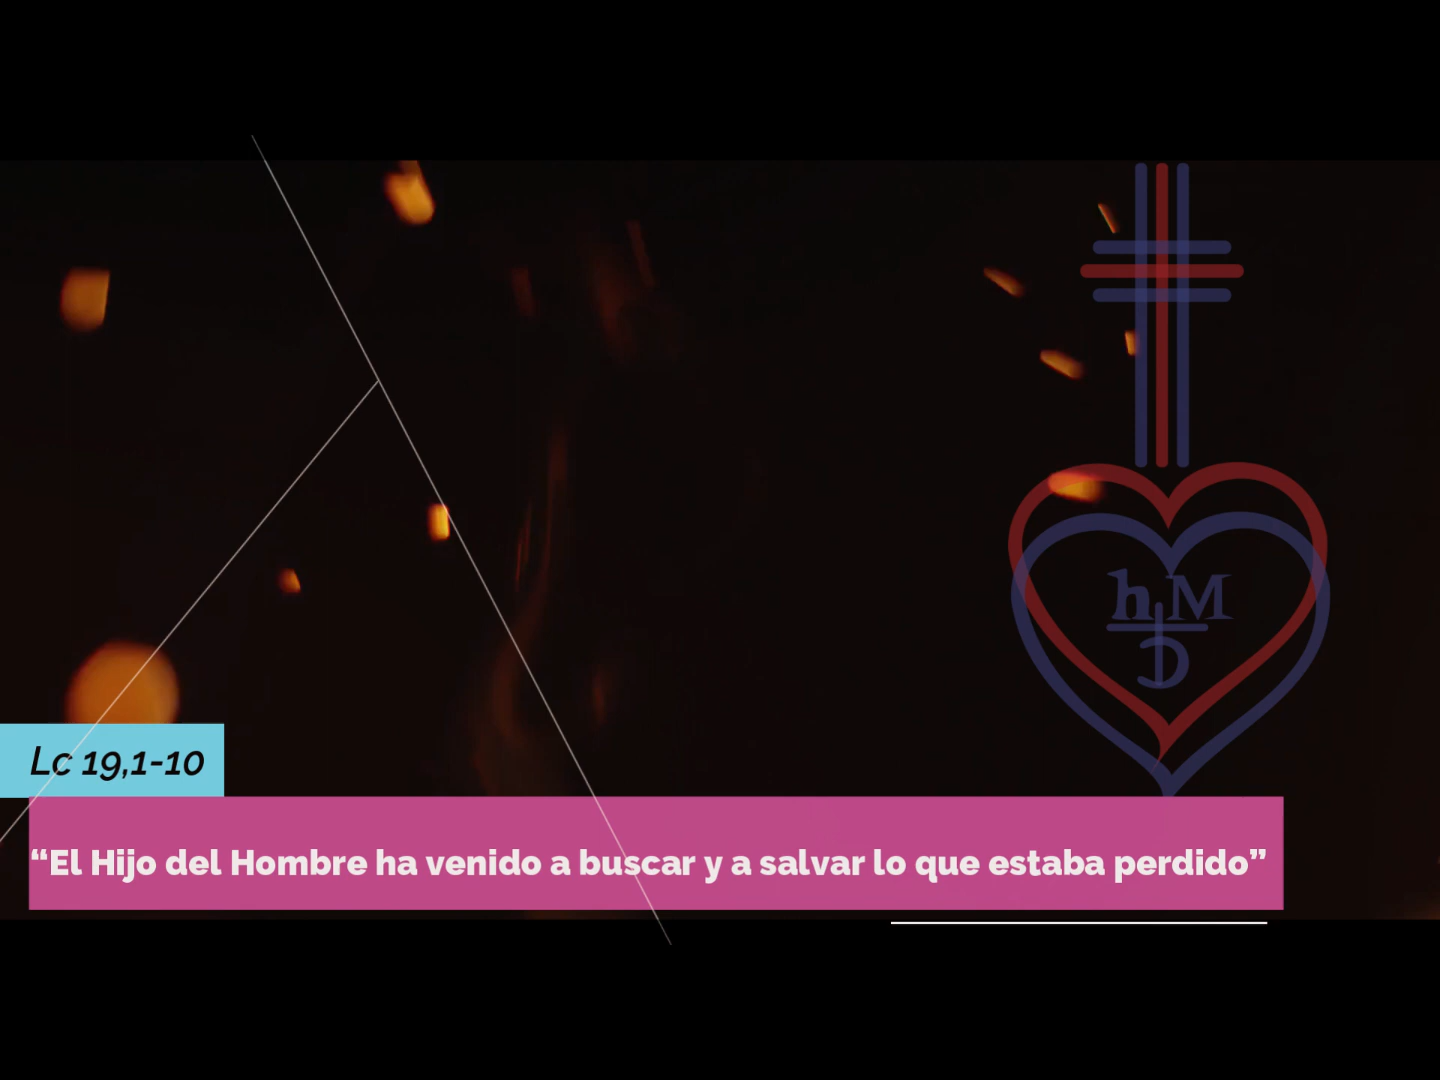 Lc 19,1-10
“El Hijo del Hombre ha venido a buscar y a salvar lo que estaba perdido”
h M